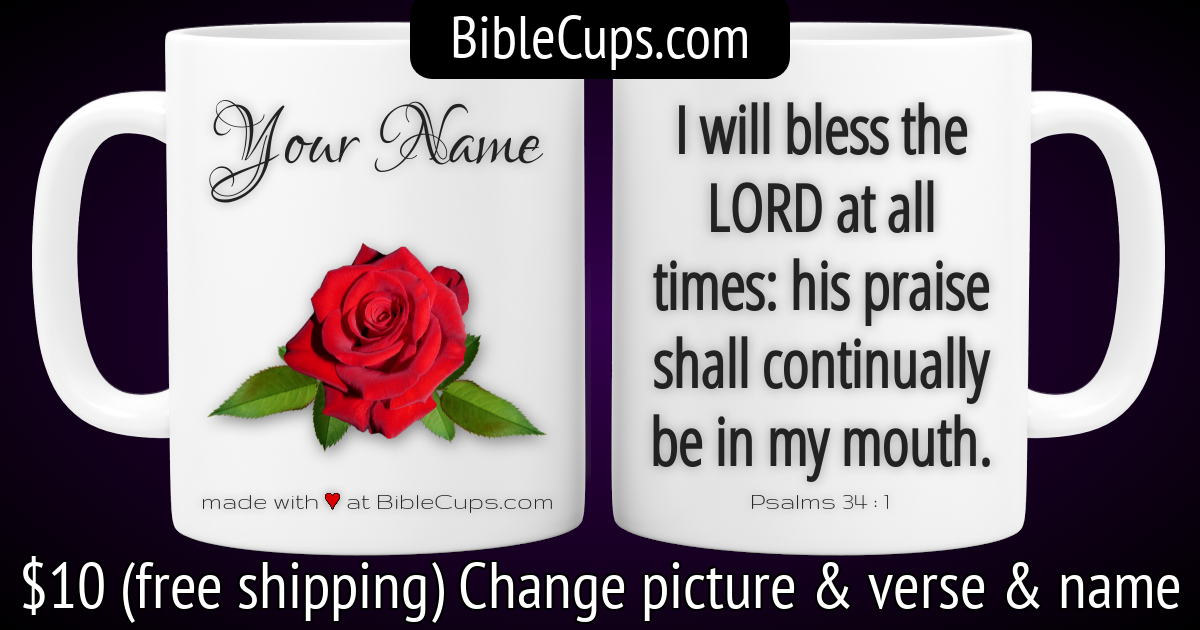 BibleCups.com
Your Name
made with ♥ at BibleCups.com
I will bless the
LORD at all
times: his praise
shall continually
be in my mouth.
Psalms 34 : 1
$10 (free shipping) Change picture & verse & name